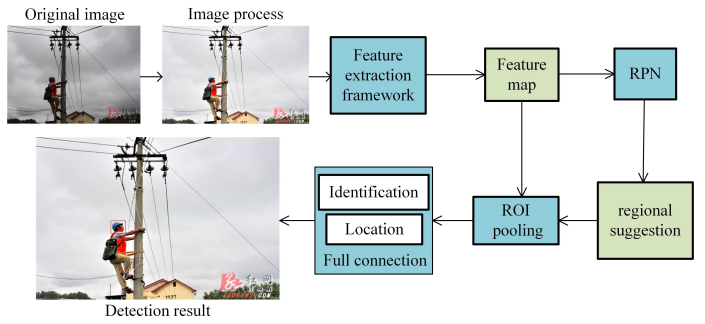 Original image
Image process
Feature
extraction
framework
Feature
map
RPN
Identification
Location
Full connection
ROI
pooling
regional
suggestion
Detection result